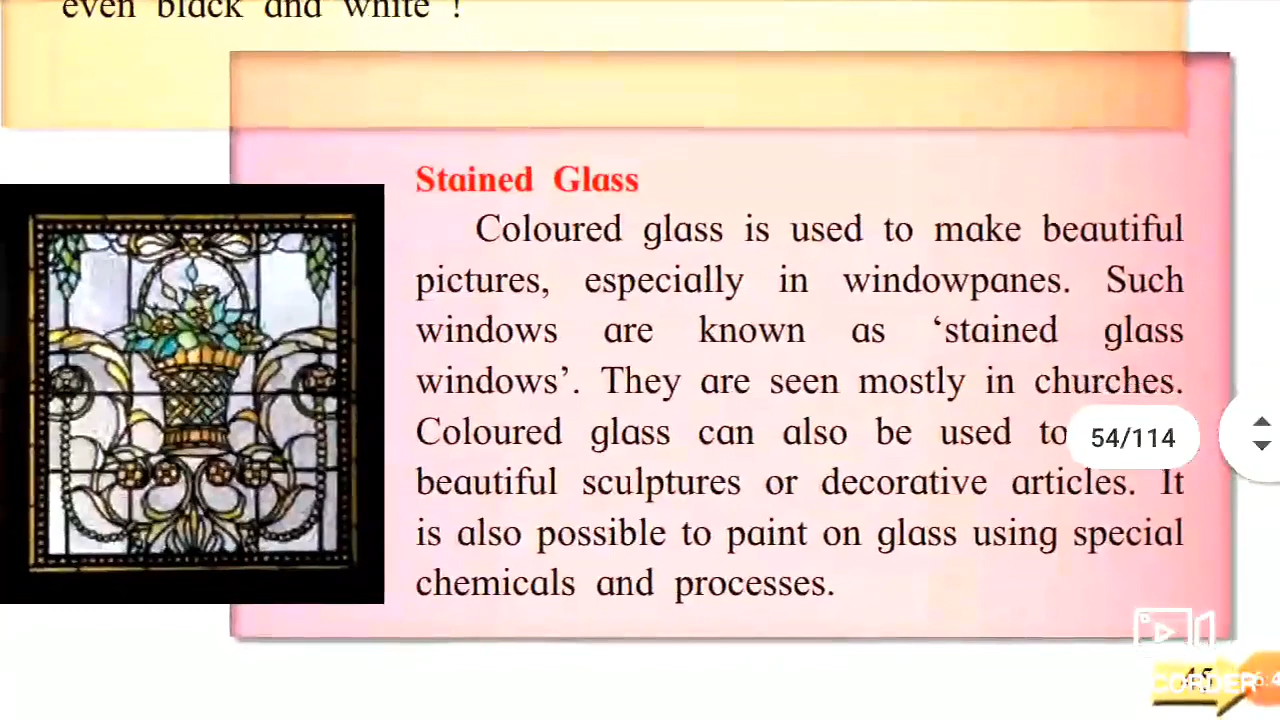 even black and white !
Stained Glass
Coloured glass is used to make beautiful
pictures, especially in windowpanes. Such
windows are known as ‘stained glass
windows’. They are seen mostly in churches.
Coloured glass can also be used to
54/114
beautiful sculptures or decorative articles. It
is also possible to paint on glass using special
chemicals and processes.